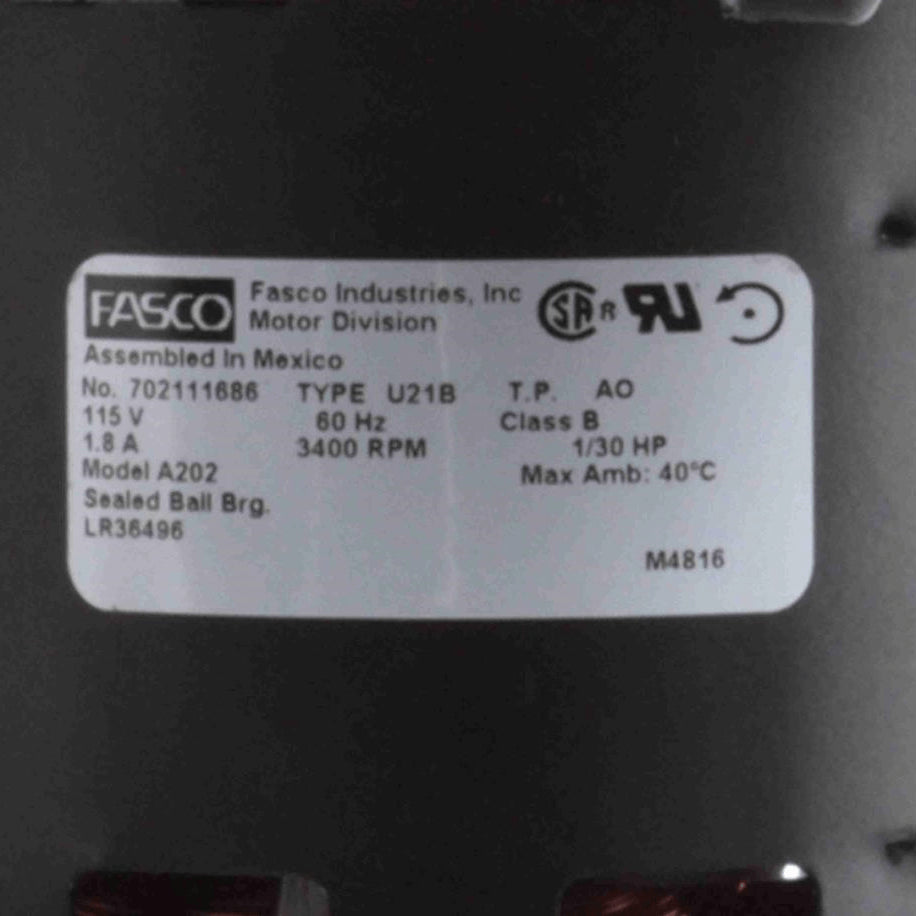 FASCO Fasco Industries, Inc
Motor Division
Assembled In Mexico
No. 702111686 TYPE U21B T.P. AO
115 V 60 Hz Class B
1.8 A 3400 RPM 1/30 HP
Model A202 Max Amb: 40°C
Sealed Ball Brg.
LR36496
M4816